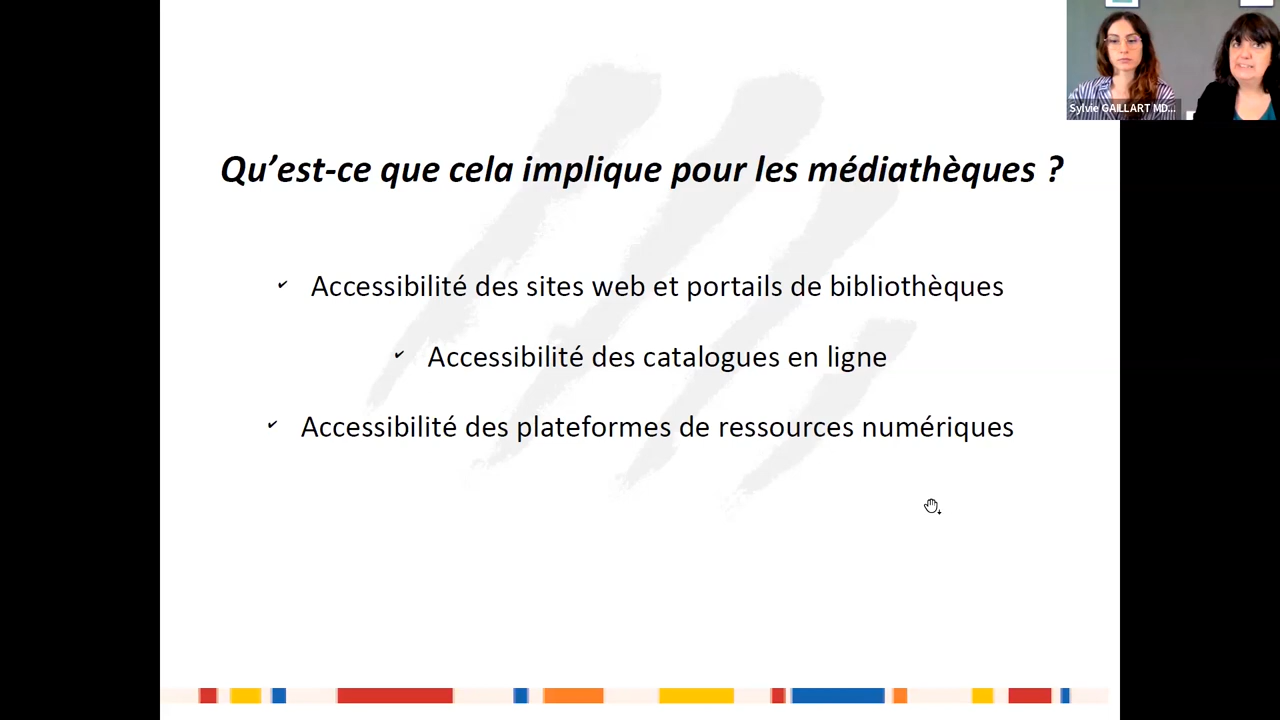 Sylvie GAILLART MD...
Qu’est-ce que cela implique pour les médiathèques ?
✔ Accessibilité des sites web et portails de bibliothèques
✔ Accessibilité des catalogues en ligne
✔ Accessibilité des plateformes de ressources numériques